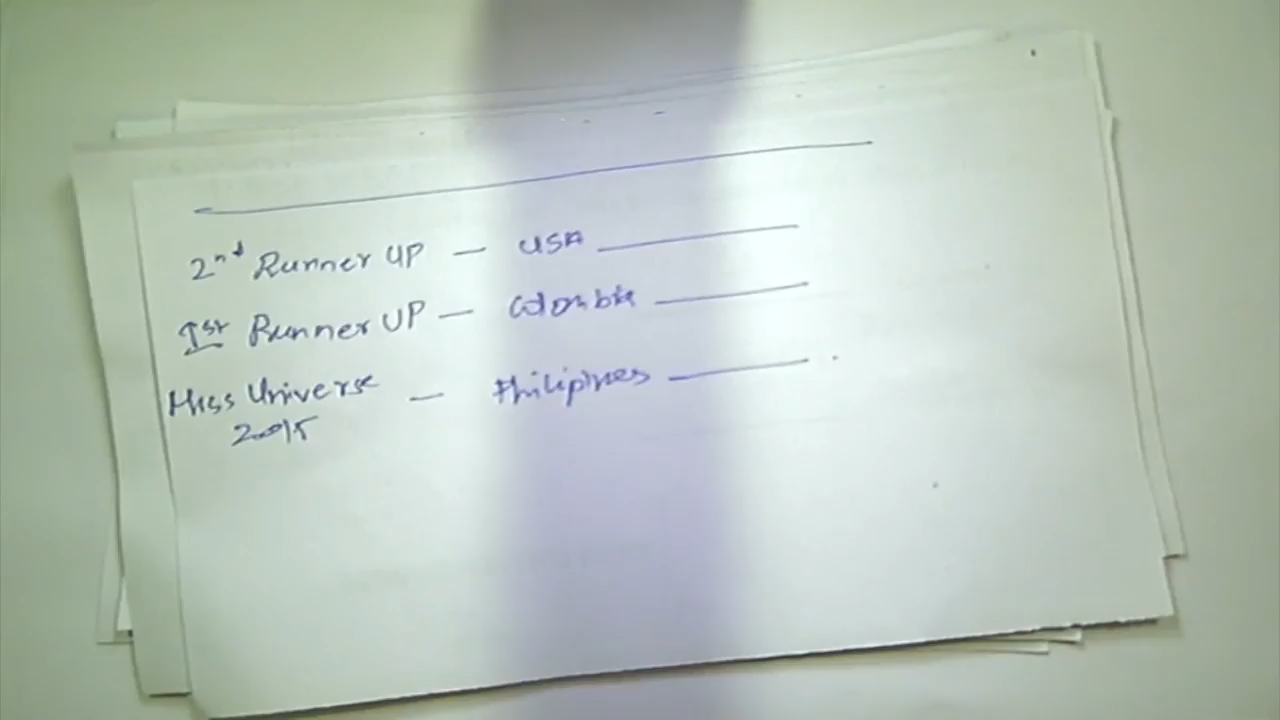 2nd Runner UP — USA
1st Runner UP — Colombia
Miss Universe — Philipines
2015